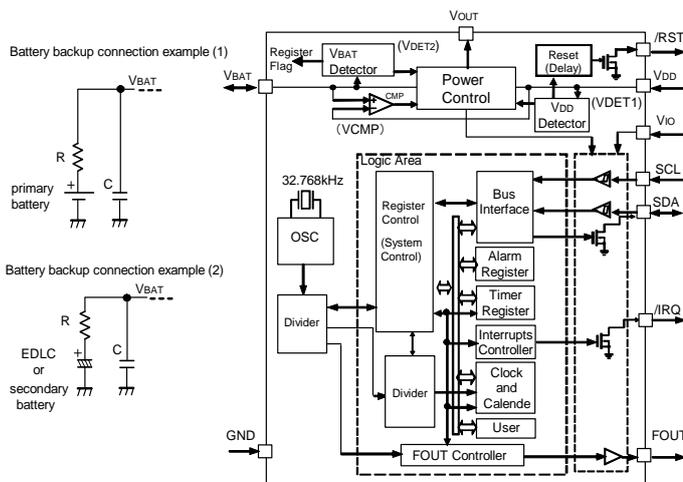 Battery backup connection example (1)
VBAT
R
+
C
primary
battery
Battery backup connection example (2)
VBAT
R
+
C
EDLC
or
secondary
battery
VOUT
/RST
Register
Flag
VBAT
Detector
(VDET2)
Reset
(Delay)
VBAT
Power
Control
VDD
+
−
CMP
(VCMP)
VDD
Detector
(VDET1)
VIO
Logic Area
32.768kHz
OSC
Register
Control
(System
Control)
Bus
Interface
SCL
SDA
Alarm
Register
Divider
Timer
Register
/IRQ
Interrupts
Controller
Divider
Clock
and
Calende
User
GND
FOUT Controller
FOUT